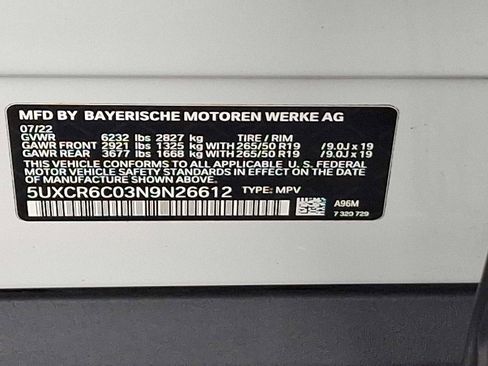 MFD BY BAYERISCHE MOTOREN WERKE AG
07/22
GVWR 6232 lbs 2827 kg TIRE / RIM
GAWR FRONT 2921 lbs 1325 kg WITH 265/50 R19 /9.0J x 19
GAWR REAR 3677 lbs 1668 kg WITH 265/50 R19 /9.0J x 19
THIS VEHICLE CONFORMS TO ALL APPLICABLE U.S. FEDERAL
MOTOR VEHICLE SAFETY STANDARDS IN EFFECT ON THE DATE OF
MANUFACTURE SHOWN ABOVE.
5UXCR6C03N9N26612 TYPE: MPV
A96M
7 320 729